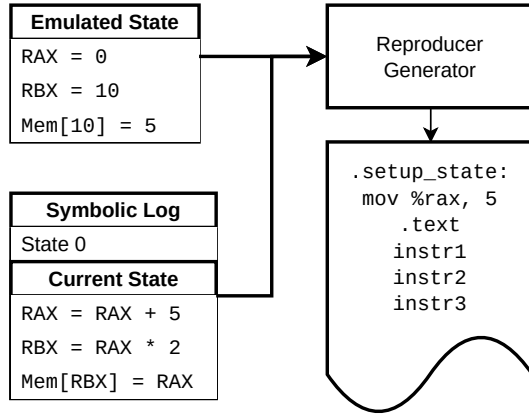 Emulated State
RAX = 0
RBX = 10
Mem[10] = 5
Symbolic Log
State 0
Current State
RAX = RAX + 5
RBX = RAX * 2
Mem[RBX] = RAX
Reproducer
Generator
.setup_state:
mov %rax, 5
.text
instr1
instr2
instr3